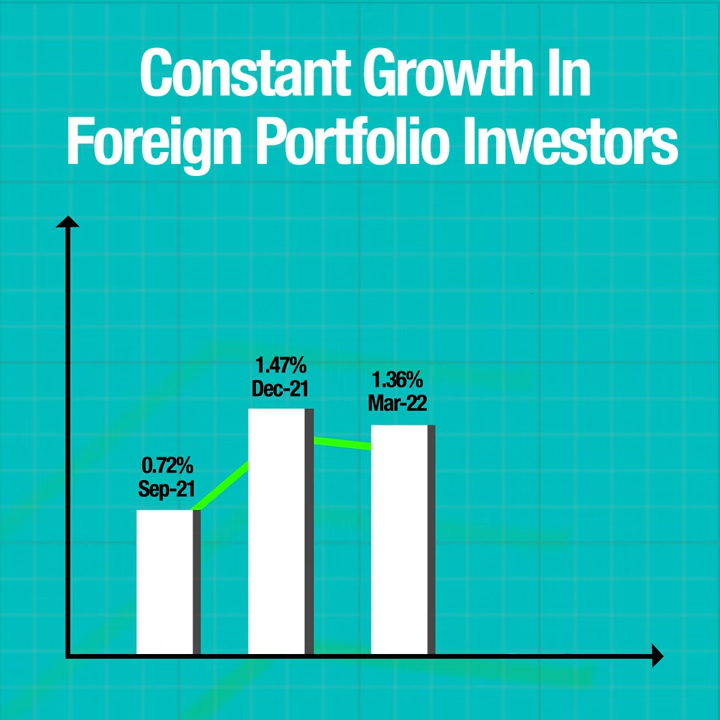 Constant Growth In
Foreign Portfolio Investors
1.47%
Dec-21
1.36%
Mar-22
0.72%
Sep-21